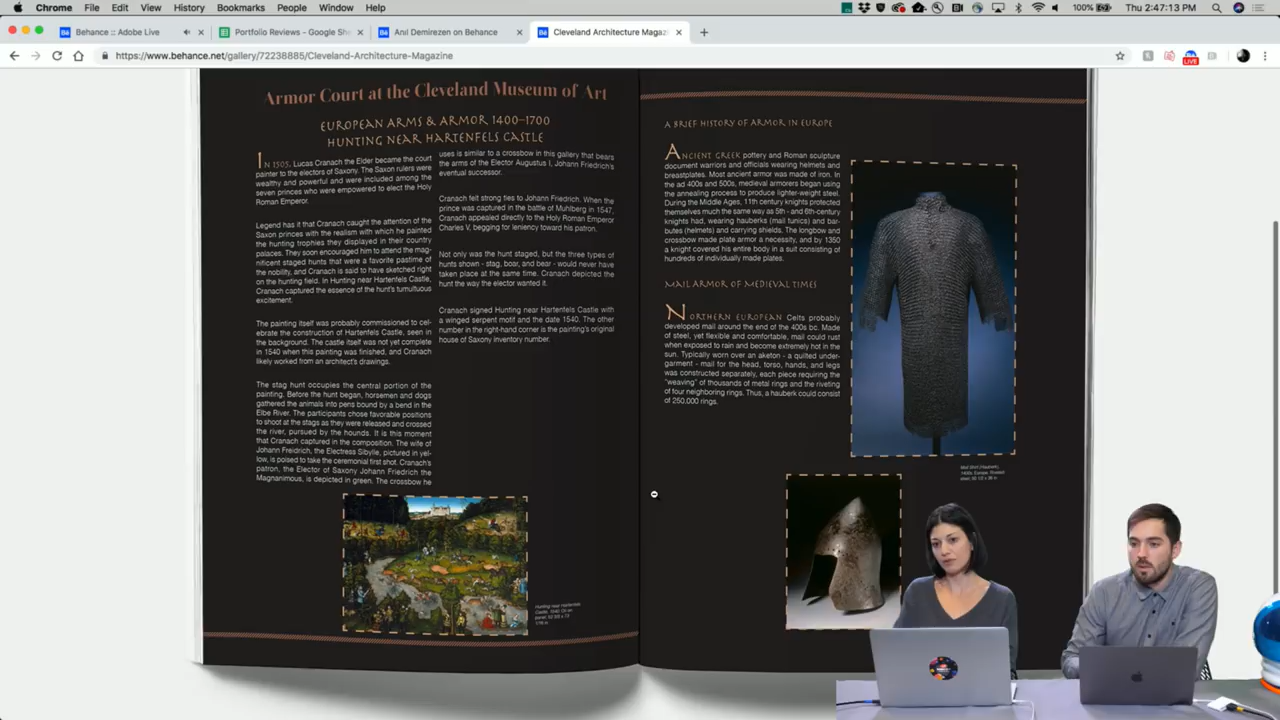 Chrome File Edit View History Bookmarks People Window Help
100% Thu 2:47:13 PM
Behance :: Adobe Live
Portfolio Reviews - Google She
Anıl Demirezen on Behance
Cleveland Architecture Magaz
https://www.behance.net/gallery/72238885/Cleveland-Architecture-Magazine
LIVE
Armor Court at the Cleveland Museum of Art
EUROPEAN ARMS & ARMOR 1400–1700
HUNTING NEAR HARTENFELS CASTLE
IN 1505, Lucas Cranach the Elder became the court
painter to the electors of Saxony. The Saxon rulers were
wealthy and powerful and were included among the
seven princes who were empowered to elect the Holy
Roman Emperor.
Legend has it that Cranach caught the attention of the
Saxon princes with the realism with which he painted
the hunting trophies they displayed in their country
palaces. They soon encouraged him to attend the mag-
nificent staged hunts that were a favorite pastime of
the nobility, and Cranach is said to have sketched right
on the hunting field. In Hunting near Hartenfels Castle,
Cranach captured the essence of the hunt's tumultuous
excitement.
The painting itself was probably commissioned to cel-
ebrate the construction of Hartenfels Castle, seen in
the background. The castle itself was not yet complete
in 1540 when this painting was finished, and Cranach
likely worked from an architect's drawings.
The stag hunt occupies the central portion of the
painting. Before the hunt began, horsemen and dogs
gathered the animals into pens bound by a bend in the
Elbe River. The participants chose favorable positions
to shoot at the stags as they were released and crossed
the river, pursued by the hounds. It is this moment
that Cranach captured in the composition. The wife of
Johann Freidrich, the Electress Sibylle, pictured in yel-
low, is poised to take the ceremonial first shot. Cranach's
patron, the Elector of Saxony Johann Friedrich the
Magnanimous, is depicted in green. The crossbow he
uses is similar to a crossbow in this gallery that bears
the arms of the Elector Augustus I, Johann Friedrich's
eventual successor.
Cranach felt strong ties to Johann Friedrich. When the
prince was captured in the battle of Muhlberg in 1547,
Cranach appealed directly to the Holy Roman Emperor
Charles V, begging for leniency toward his patron.
Not only was the hunt staged, but the three types of
hunts shown - stag, boar, and bear - would never have
taken place at the same time. Cranach depicted the
hunt the way the elector wanted it.
Cranach signed Hunting near Hartenfels Castle with
a winged serpent motif and the date 1540. The other
number in the right-hand corner is the painting's original
house of Saxony inventory number.
Hunting near Hartenfels
Castle, 1540 Oil on
A BRIEF HISTORY OF ARMOR IN EUROPE
ANCIENT GREEK pottery and Roman sculpture
document warriors and officials wearing helmets and
breastplates. Most ancient armor was made of iron. In
the ad 400s and 500s, medieval armorers began using
the annealing process to produce lighter-weight steel.
During the Middle Ages, 11th century knights protected
themselves much the same way as 5th - and 6th-century
knights had, wearing hauberks (mail tunics) and bar-
butes (helmets) and carrying shields. The longbow and
crossbow made plate armor a necessity, and by 1350
a knight covered his entire body in a suit consisting of
hundreds of individually made plates.
MAIL ARMOR OF MEDIEVAL TIMES
NORTHERN EUROPEAN Celts probably
developed mail around the end of the 400s bc. Made
of steel, yet flexible and comfortable, mail could rust
when exposed to rain and become extremely hot in the
sun. Typically worn over an aketon - a quilted under-
garment - mail for the head, torso, hands, and legs
was constructed separately, each piece requiring the
"weaving" of thousands of metal rings and the riveting
of four neighboring rings. Thus, a hauberk could consist
of 250,000 rings.
Mail Shirt (Hauberk),
1400s. Europe. Riveted